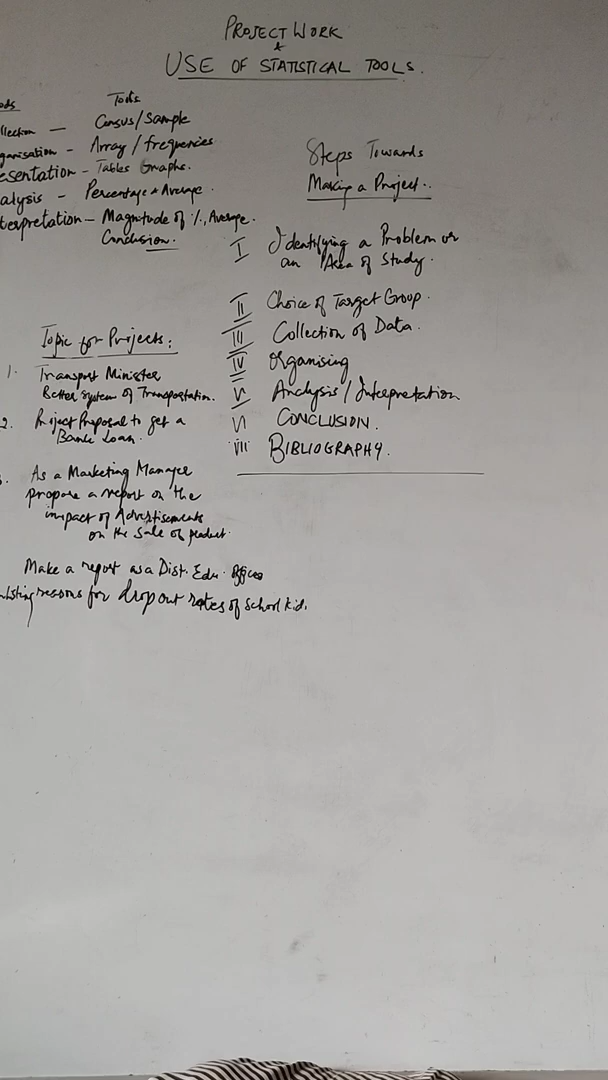 PROJECT WORK
&
USE OF STATISTICAL TOOLS.
ods Tools
llection — Census/Sample
ganisation - Array / frequencies
esentation - Tables Graphs.
alysis - Percentage & Average.
terpretation - Magnitude of %, Average.
Conclusion.
Topic for Projects:
1. Transport Minister
Better System of Transportation.
2. Project Proposal to get a
Bank Loan.
As a Marketing Manager
propose a report on the
impact of Advertisements
on the Sale of product.
Make a report as a Dist. Edu.
reasons for drop out rates of School kid.
Steps Towards
Making a Project.
I Identifying a Problem or
an Area of Study.
II Choice of Target Group.
III Collection of Data.
IV Organising
V Analysis / Interpretation
VI CONCLUSION.
VII BIBLIOGRAPHY.